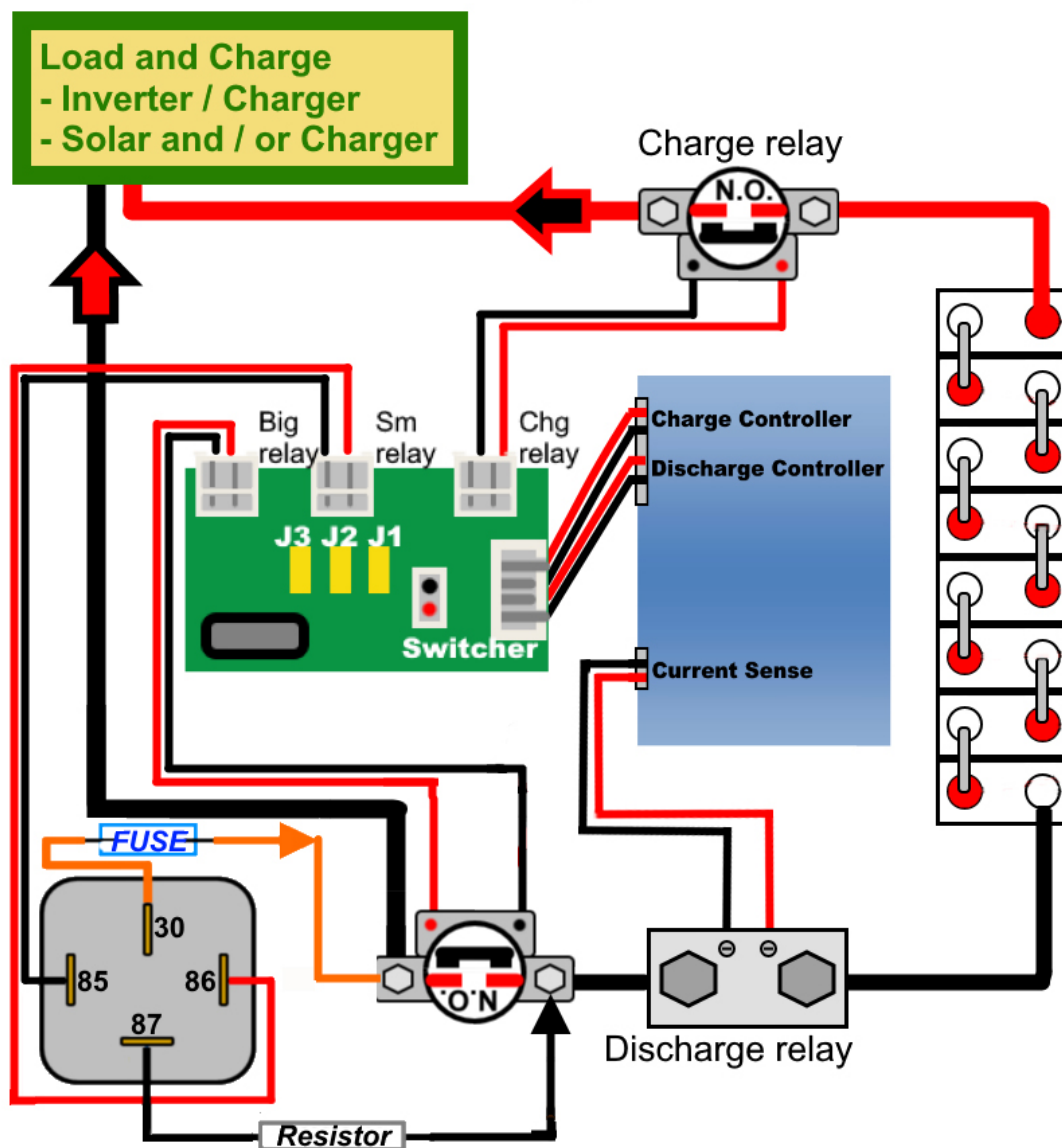 Load and Charge
- Inverter / Charger
- Solar and / or Charger
Charge relay
N.O.
Big
relay
Sm
relay
Chg
relay
Charge Controller
Discharge Controller
J3 J2 J1
Switcher
Current Sense
FUSE
30
85
86
87
N.O.
Discharge relay
Resistor